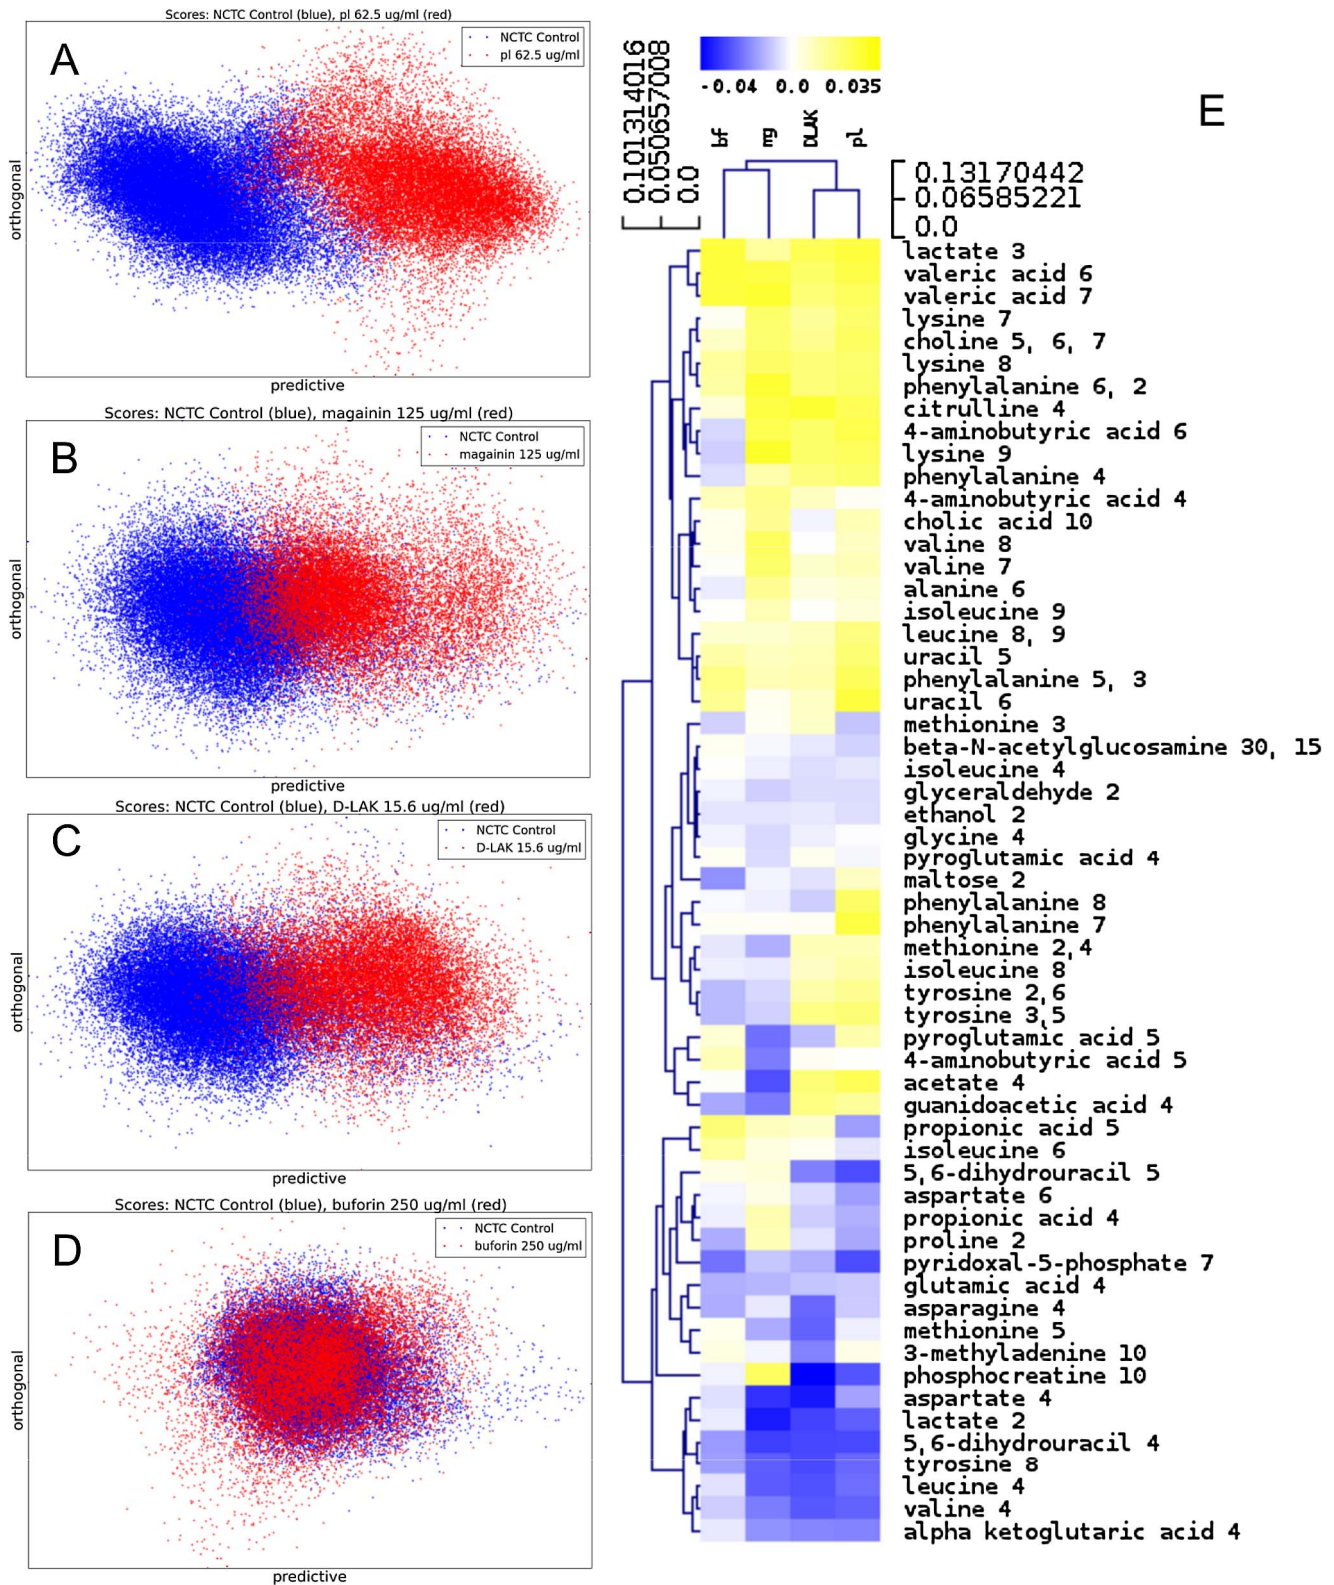 Scores: NCTC Control (blue), pl 62.5 ug/ml (red)
A
NCTC Control
pl 62.5 ug/ml
orthogonal
predictive
Scores: NCTC Control (blue), magainin 125 ug/ml (red)
B
NCTC Control
magainin 125 ug/ml
orthogonal
predictive
Scores: NCTC Control (blue), D-LAK 15.6 ug/ml (red)
C
NCTC Control
D-LAK 15.6 ug/ml
orthogonal
predictive
Scores: NCTC Control (blue), buforin 250 ug/ml (red)
D
NCTC Control
buforin 250 ug/ml
orthogonal
predictive
E
0.101314016
0.050657008
0.0
-0.04 0.0 0.035
bf mg DLAK pl
0.13170442
0.06585221
0.0
lactate 3
valeric acid 6
valeric acid 7
lysine 7
choline 5, 6, 7
lysine 8
phenylalanine 6, 2
citrulline 4
4-aminobutyric acid 6
lysine 9
phenylalanine 4
4-aminobutyric acid 4
cholic acid 10
valine 8
valine 7
alanine 6
isoleucine 9
leucine 8, 9
uracil 5
phenylalanine 5, 3
uracil 6
methionine 3
beta-N-acetylglucosamine 30, 15
isoleucine 4
glyceraldehyde 2
ethanol 2
glycine 4
pyroglutamic acid 4
maltose 2
phenylalanine 8
phenylalanine 7
methionine 2,4
isoleucine 8
tyrosine 2,6
tyrosine 3,5
pyroglutamic acid 5
4-aminobutyric acid 5
acetate 4
guanidoacetic acid 4
propionic acid 5
isoleucine 6
5,6-dihydrouracil 5
aspartate 6
propionic acid 4
proline 2
pyridoxal-5-phosphate 7
glutamic acid 4
asparagine 4
methionine 5
3-methyladenine 10
phosphocreatine 10
aspartate 4
lactate 2
5,6-dihydrouracil 4
tyrosine 8
leucine 4
valine 4
alpha ketoglutaric acid 4